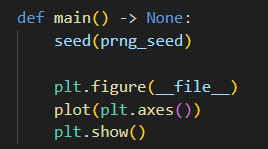 def main() -> None:
    seed(prng_seed)

    plt.figure(__file__)
    plot(plt.axes())
    plt.show()